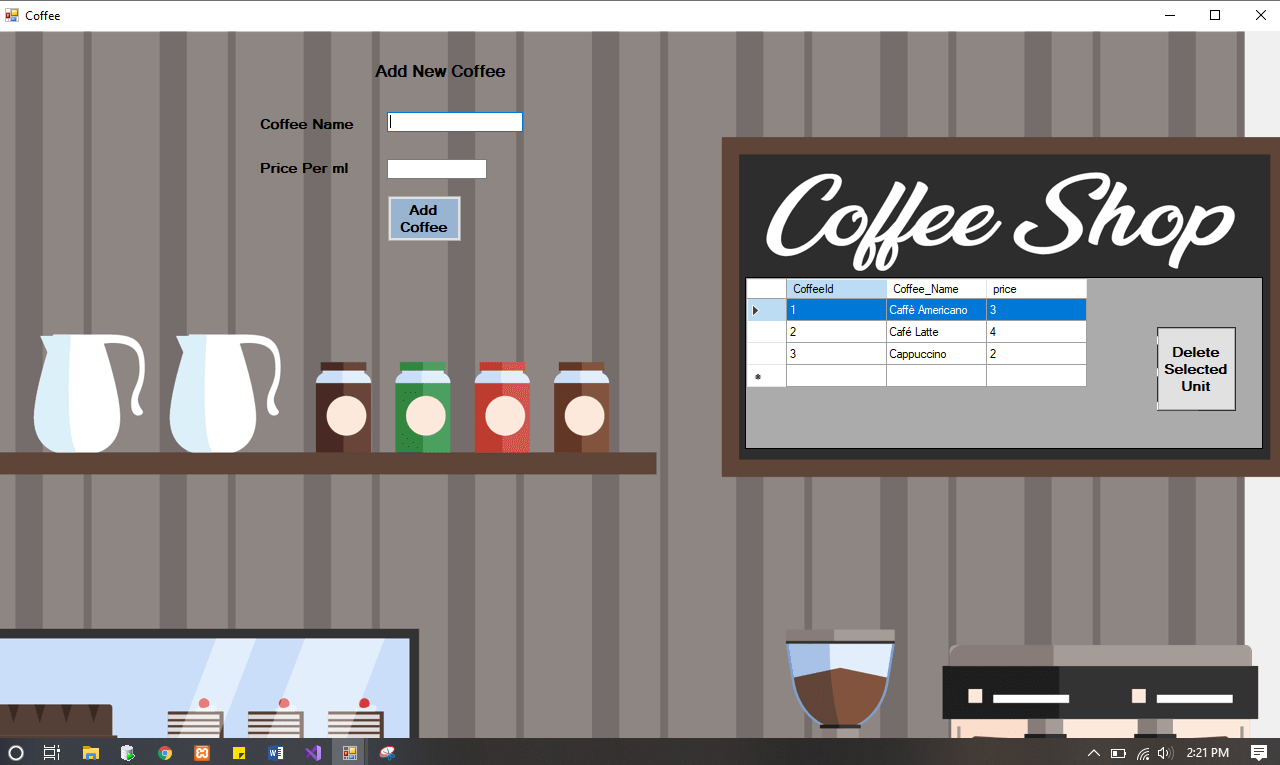 Coffee
Add New Coffee
Coffee Name
Price Per ml
Add
Coffee
Coffee Shop
CoffeeId Coffee_Name price
1 Caffè Americano 3
2 Café Latte 4
3 Cappuccino 2
Delete
Selected
Unit
2:21 PM